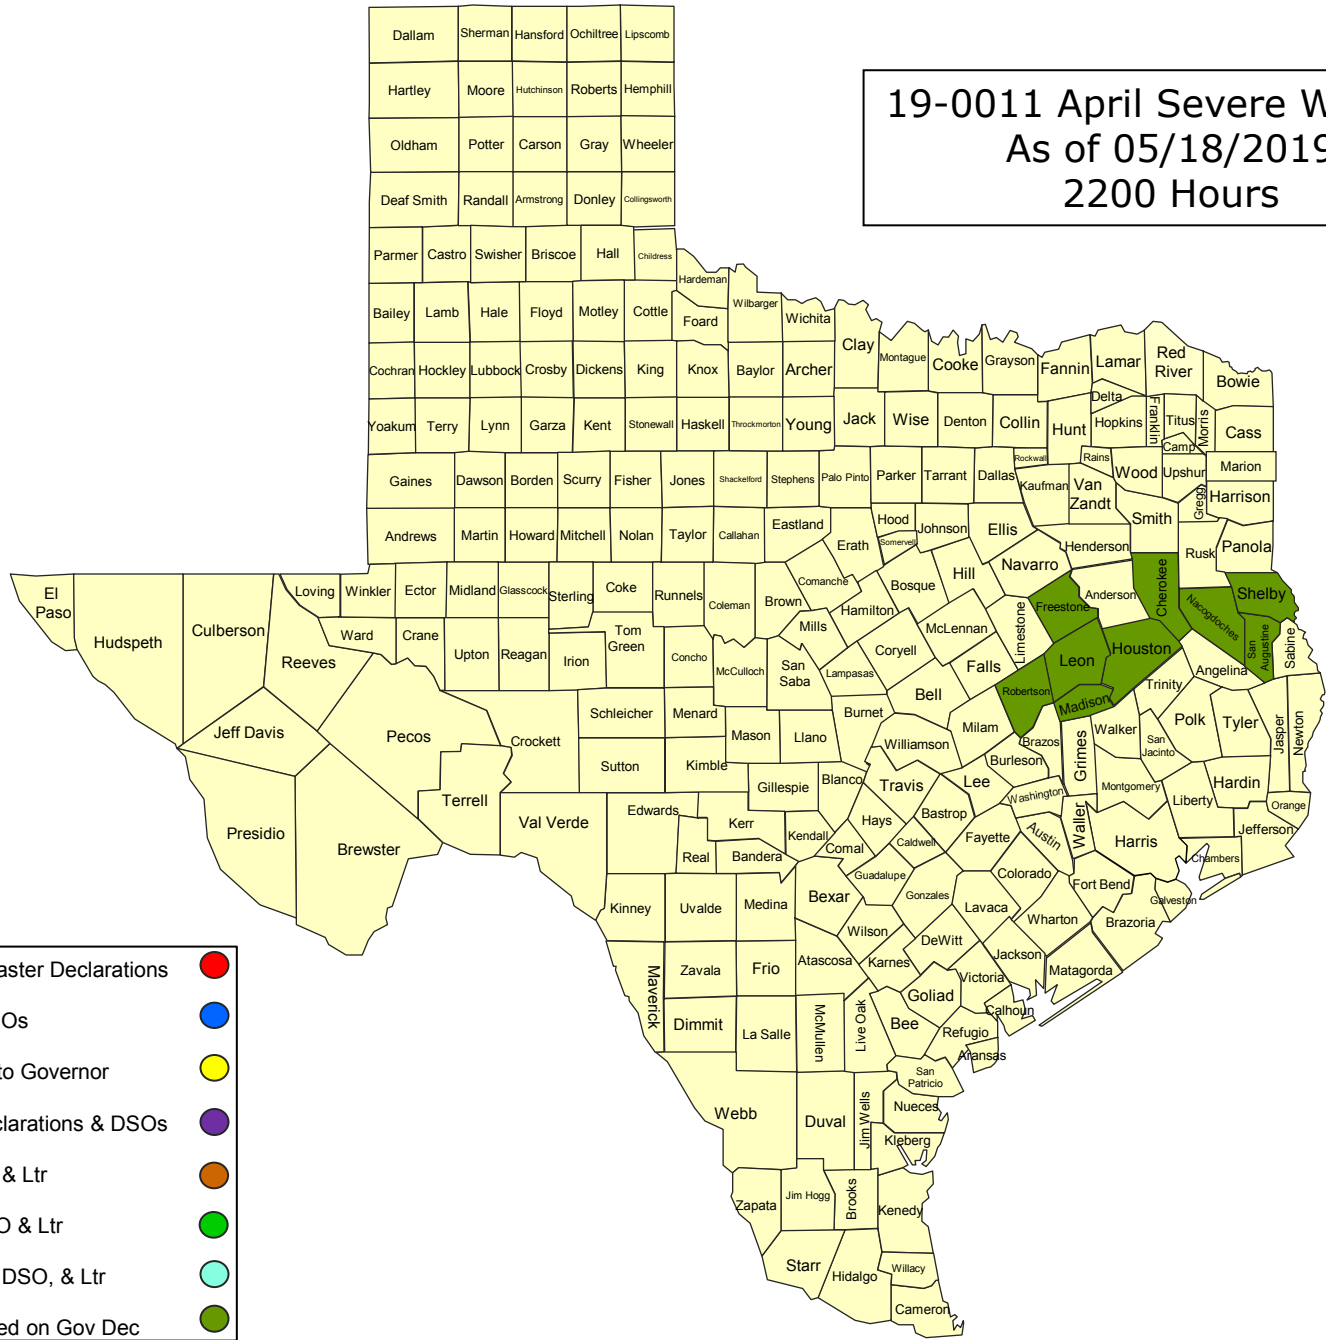 Dallam Sherman Hansford Ochiltree Lipscomb
Hartley Moore Hutchinson Roberts Hemphill
19-0011 April Severe W
As of 05/18/2019
2200 Hours
Oldham Potter Carson Gray Wheeler
Deaf Smith Randall Armstrong Donley Collingsworth
Parmer Castro Swisher Briscoe Hall Childress
Hardeman
Bailey Lamb Hale Floyd Motley Cottle Foard Wilbarger Wichita
Clay Montague Cooke Grayson Fannin Lamar Red
River Bowie
Cochran Hockley Lubbock Crosby Dickens King Knox Baylor Archer
Delta
Yoakum Terry Lynn Garza Kent Stonewall Haskell Throckmorton Young Jack Wise Denton Collin Hunt Hopkins Franklin Titus Morris Cass
Camp
Rockwall Rains
Gaines Dawson Borden Scurry Fisher Jones Shackelford Stephens Palo Pinto Parker Tarrant Dallas Kaufman Van
Zandt Wood Upshur Marion
Gregg Harrison
Andrews Martin Howard Mitchell Nolan Taylor Callahan Eastland Erath Hood Somervell Johnson Ellis Henderson Smith Rusk Panola
El
Paso Hudspeth Culberson Loving Winkler Ector Midland Glasscock Sterling Coke Runnels Coleman Brown Comanche Hamilton Bosque Hill Navarro Freestone Anderson Cherokee Nacogdoches Shelby
Reeves Ward Crane Upton Reagan Irion Tom
Green Concho McCulloch San
Saba Mills Lampasas Coryell McLennan Limestone Falls Leon Houston Angelina San
Augustine Sabine
Jeff Davis Pecos Crockett Schleicher Menard Mason Llano Burnet Bell Milam Robertson Madison Trinity Walker San
Jacinto Polk Tyler Jasper Newton
Sutton Kimble Gillespie Blanco Williamson Travis Lee Burleson Brazos Grimes Washington Montgomery Liberty Hardin Orange
Presidio Brewster Terrell Val Verde Edwards Kerr Real Bandera Kendall Comal Hays Caldwell Bastrop Fayette Austin Waller Harris Jefferson Chambers
Kinney Uvalde Medina Bexar Guadalupe Gonzales Lavaca Colorado Fort Bend Galveston
Wilson Wharton Brazoria
Maverick Zavala Frio Atascosa Karnes DeWitt Jackson Matagorda
Dimmit La Salle McMullen Live Oak Bee Goliad Victoria Calhoun
Refugio Aransas
San
Patricio
Webb Duval Jim Wells Nueces
Kleberg
Zapata Jim Hogg Brooks Kenedy
Starr Hidalgo Willacy
Cameron
aster Declarations
Os
to Governor
clarations & DSOs
& Ltr
O & Ltr
DSO, & Ltr
ed on Gov Dec